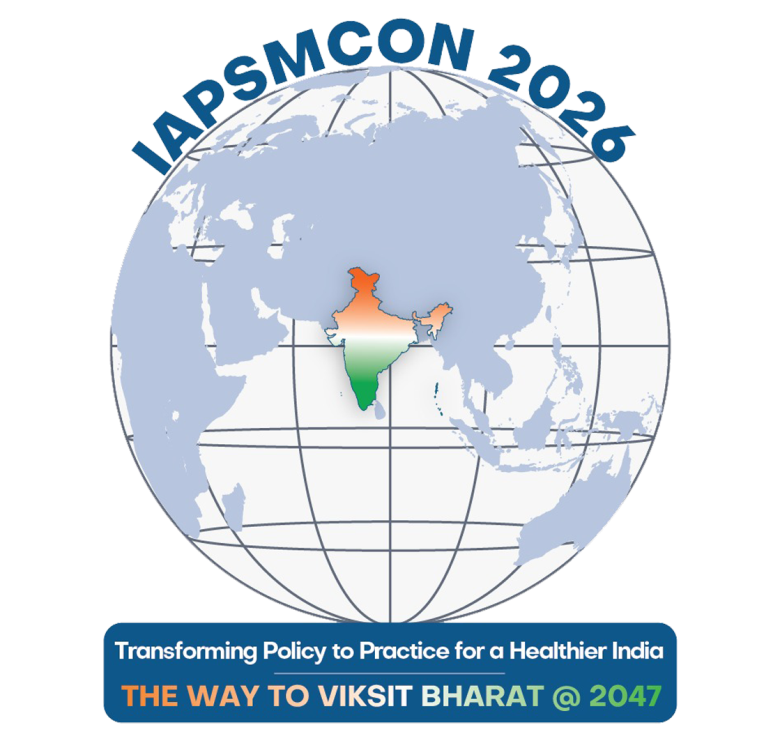 IAPSMCON 2026
Transforming Policy to Practice for a Healthier India
THE WAY TO VIKSIT BHARAT @ 2047